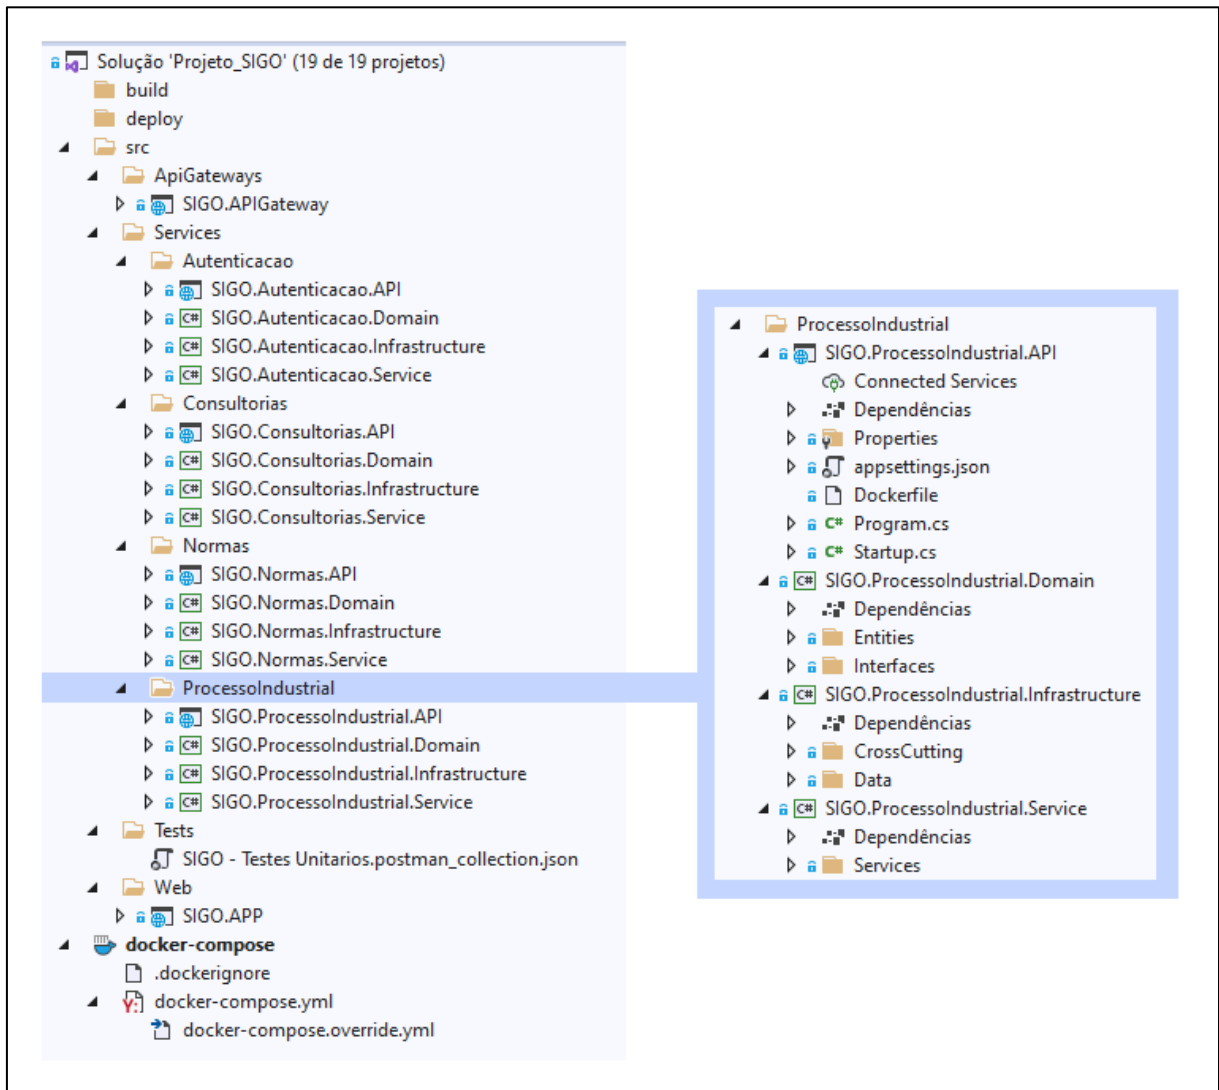 Solução 'Projeto_SIGO' (19 de 19 projetos)
build
deploy
src
ApiGateways
SIGO.APIGateway
Services
Autenticacao
SIGO.Autenticacao.API
C# SIGO.Autenticacao.Domain
C# SIGO.Autenticacao.Infrastructure
C# SIGO.Autenticacao.Service
Consultorias
SIGO.Consultorias.API
C# SIGO.Consultorias.Domain
C# SIGO.Consultorias.Infrastructure
C# SIGO.Consultorias.Service
Normas
SIGO.Normas.API
C# SIGO.Normas.Domain
C# SIGO.Normas.Infrastructure
C# SIGO.Normas.Service
ProcessoIndustrial
SIGO.ProcessoIndustrial.API
C# SIGO.ProcessoIndustrial.Domain
C# SIGO.ProcessoIndustrial.Infrastructure
C# SIGO.ProcessoIndustrial.Service
Tests
SIGO - Testes Unitarios.postman_collection.json
Web
SIGO.APP
docker-compose
.dockerignore
docker-compose.yml
docker-compose.override.yml
ProcessoIndustrial
SIGO.ProcessoIndustrial.API
Connected Services
Dependências
Properties
appsettings.json
Dockerfile
C# Program.cs
C# Startup.cs
C# SIGO.ProcessoIndustrial.Domain
Dependências
Entities
Interfaces
C# SIGO.ProcessoIndustrial.Infrastructure
Dependências
CrossCutting
Data
C# SIGO.ProcessoIndustrial.Service
Dependências
Services